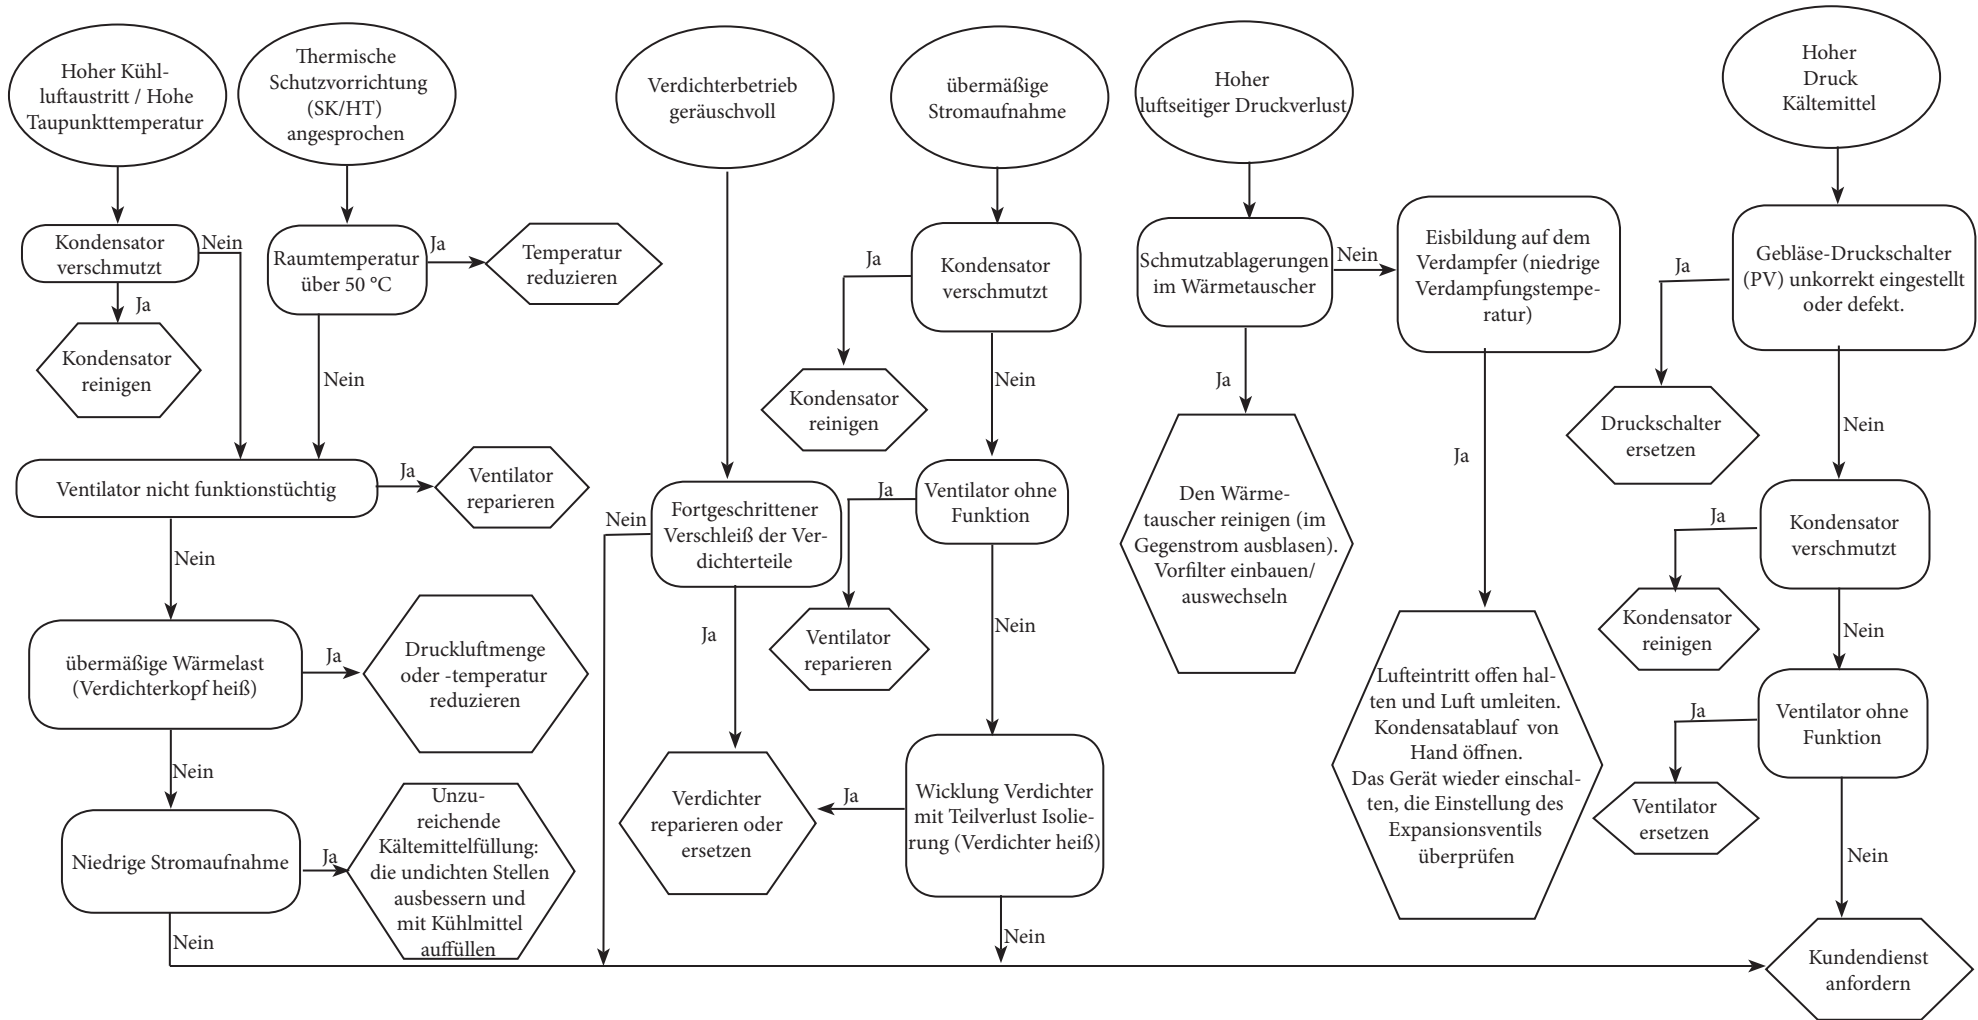 Hoher Kühl-
luftaustritt / Hohe
Taupunkttemperatur
Kondensator
verschmutzt
Nein
Ja
Kondensator
reinigen
Thermische
Schutzvorrichtung
(SK/HT)
angesprochen
Raumtemperatur
über 50 °C
Ja
Temperatur
reduzieren
Nein
Ventilator nicht funktionstüchtig
Ja
Ventilator
reparieren
Nein
übermäßige Wärmelast
(Verdichterkopf heiß)
Ja
Druckluftmenge
oder -temperatur
reduzieren
Nein
Niedrige Stromaufnahme
Ja
Unzu-
reichende
Kältemittelfüllung:
die undichten Stellen
ausbessern und
mit Kühlmittel
auffüllen
Nein
Verdichterbetrieb
geräuschvoll
Fortgeschrittener
Verschleiß der Ver-
dichterteile
Nein
Ja
Verdichter
reparieren oder
ersetzen
übermäßige
Stromaufnahme
Kondensator
verschmutzt
Ja
Kondensator
reinigen
Nein
Ventilator ohne
Funktion
Ja
Ventilator
reparieren
Nein
Wicklung Verdichter
mit Teilverlust Isolie-
rung (Verdichter heiß)
Ja
Nein
Hoher
luftseitiger Druckverlust
Schmutzablagerungen
im Wärmetauscher
Nein
Ja
Den Wärme-
tauscher reinigen (im
Gegenstrom ausblasen).
Vorfilter einbauen/
auswechseln
Eisbildung auf dem
Verdampfer (niedrige
Verdampfungstempe-
ratur)
Ja
Lufteintritt offen hal-
ten und Luft umleiten.
Kondensatablauf von
Hand öffnen.
Das Gerät wieder einschal-
ten, die Einstellung des
Expansionsventils
überprüfen
Hoher
Druck
Kältemittel
Gebläse-Druckschalter
(PV) unkorrekt eingestellt
oder defekt.
Ja
Druckschalter
ersetzen
Nein
Kondensator
verschmutzt
Ja
Kondensator
reinigen
Nein
Ventilator ohne
Funktion
Ja
Ventilator
ersetzen
Nein
Kundendienst
anfordern